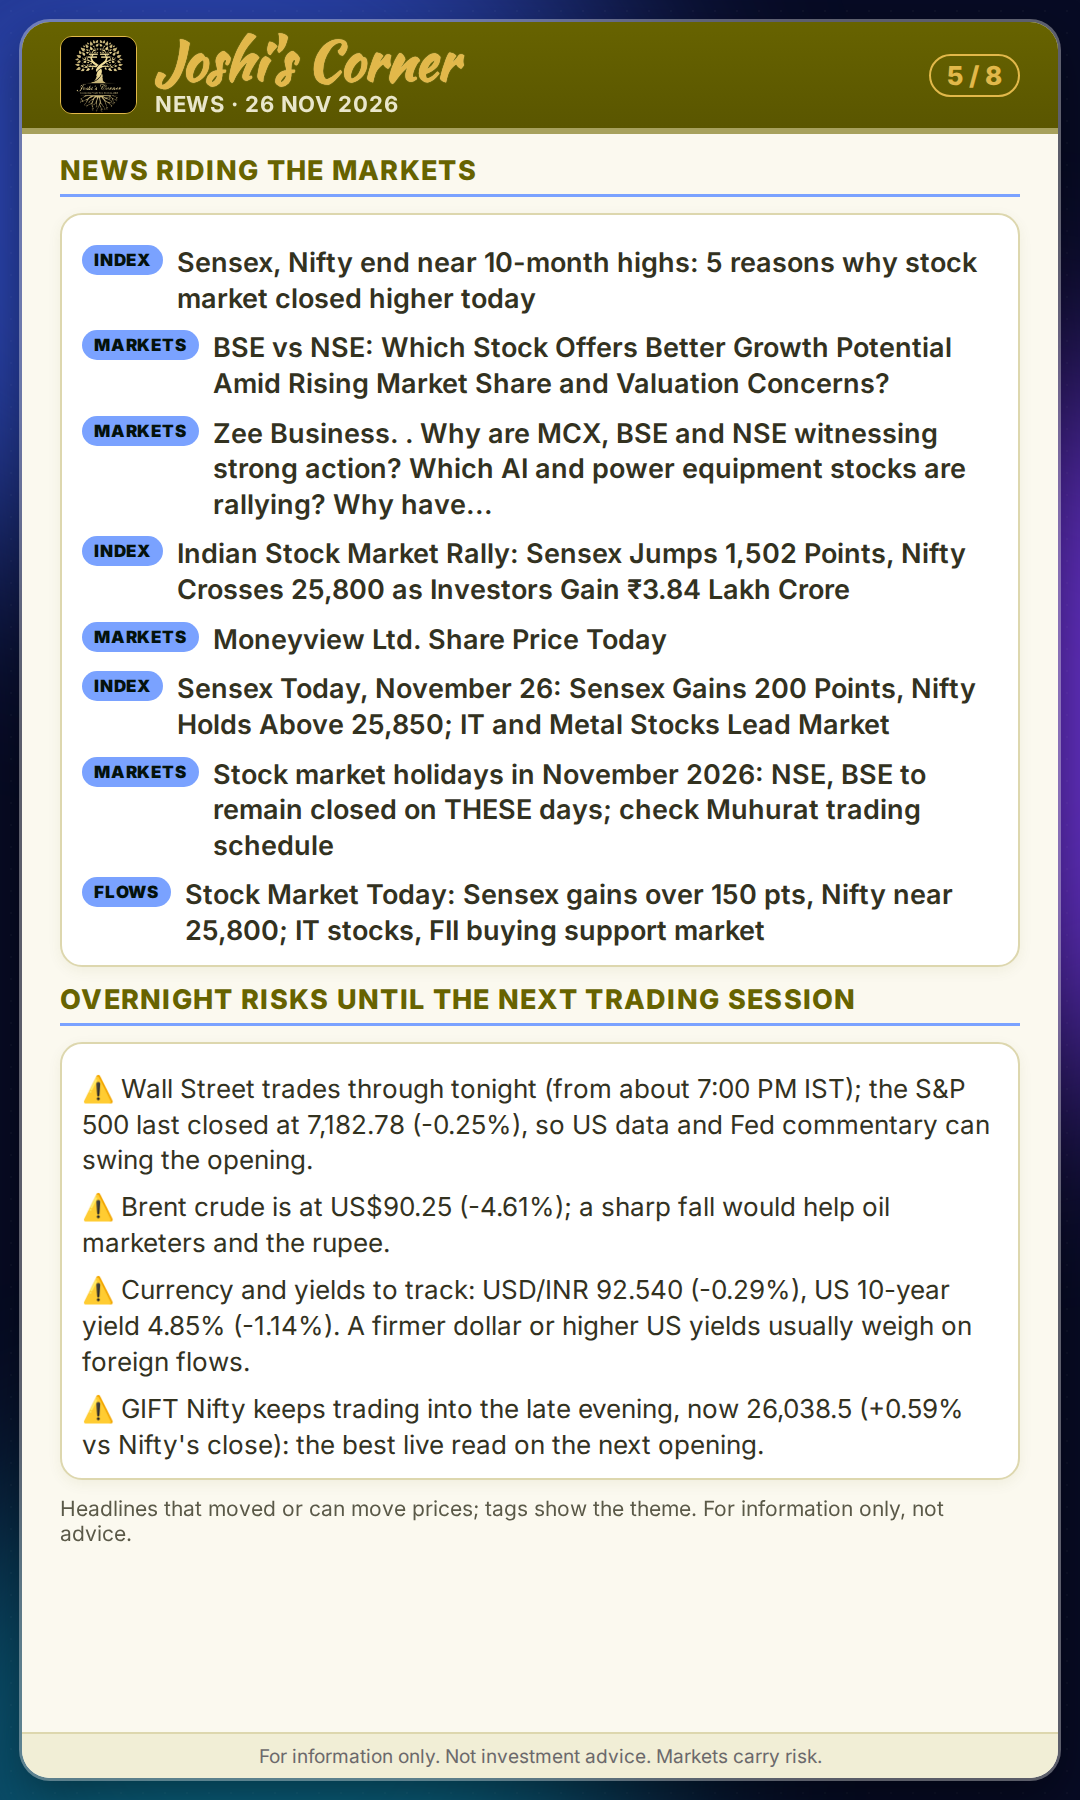 Joshi's Corner
Joshi's Corner
NEWS · 26 NOV 2026
5 / 8
NEWS RIDING THE MARKETS
INDEX Sensex, Nifty end near 10-month highs: 5 reasons why stock
market closed higher today
MARKETS BSE vs NSE: Which Stock Offers Better Growth Potential
Amid Rising Market Share and Valuation Concerns?
MARKETS Zee Business. . Why are MCX, BSE and NSE witnessing
strong action? Which AI and power equipment stocks are
rallying? Why have…
INDEX Indian Stock Market Rally: Sensex Jumps 1,502 Points, Nifty
Crosses 25,800 as Investors Gain ₹3.84 Lakh Crore
MARKETS Moneyview Ltd. Share Price Today
INDEX Sensex Today, November 26: Sensex Gains 200 Points, Nifty
Holds Above 25,850; IT and Metal Stocks Lead Market
MARKETS Stock market holidays in November 2026: NSE, BSE to
remain closed on THESE days; check Muhurat trading
schedule
FLOWS Stock Market Today: Sensex gains over 150 pts, Nifty near
25,800; IT stocks, FII buying support market
OVERNIGHT RISKS UNTIL THE NEXT TRADING SESSION
⚠️ Wall Street trades through tonight (from about 7:00 PM IST); the S&P
500 last closed at 7,182.78 (-0.25%), so US data and Fed commentary can
swing the opening.
⚠️ Brent crude is at US$90.25 (-4.61%); a sharp fall would help oil
marketers and the rupee.
⚠️ Currency and yields to track: USD/INR 92.540 (-0.29%), US 10-year
yield 4.85% (-1.14%). A firmer dollar or higher US yields usually weigh on
foreign flows.
⚠️ GIFT Nifty keeps trading into the late evening, now 26,038.5 (+0.59%
vs Nifty's close): the best live read on the next opening.
Headlines that moved or can move prices; tags show the theme. For information only, not
advice.
For information only. Not investment advice. Markets carry risk.